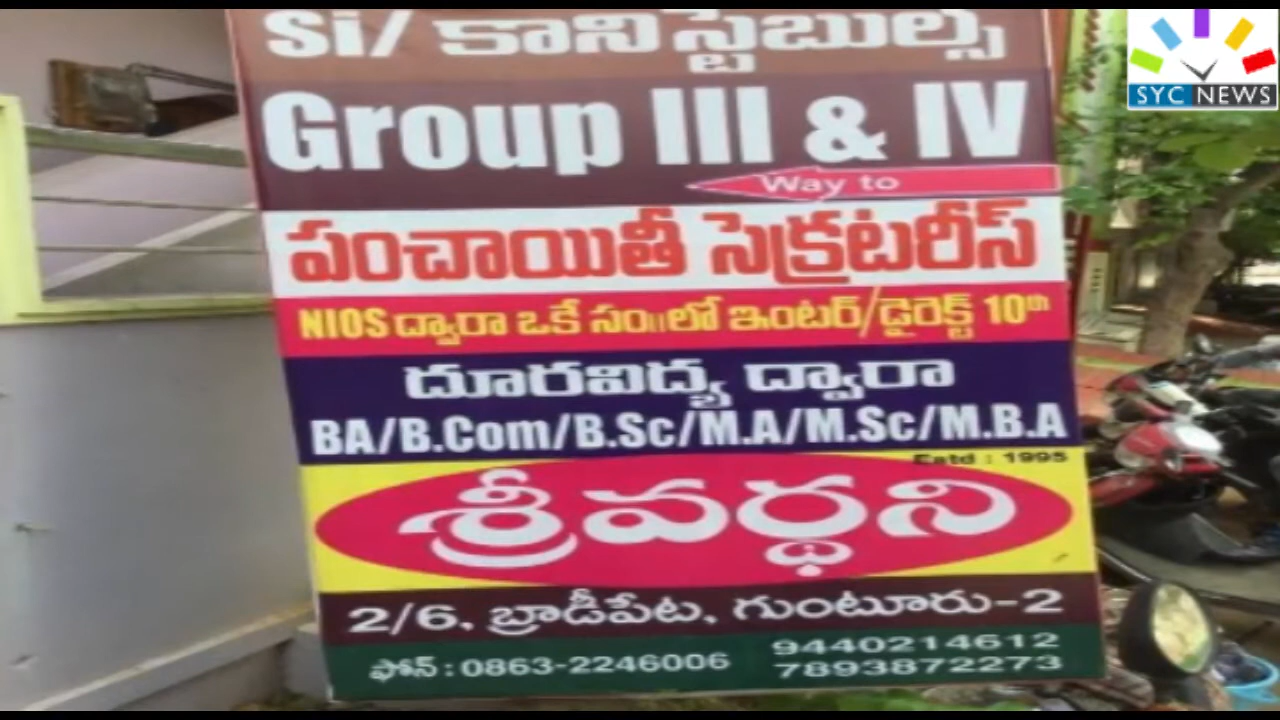 SYC NEWS
Si/ కానిస్టేబుల్స్
Group III & IV
Way to
పంచాయితీ సెక్రటరీస్
NIOS ద్వారా ఒకే సం॥లో ఇంటర్/డైరెక్ట్ 10th
దూరవిద్య ద్వారా
BA/B.Com/B.Sc/M.A/M.Sc/M.B.A
Estd : 1995
శ్రీవర్ధని
2/6, బ్రాడీపేట, గుంటూరు-2
ఫోన్ : 0863-2246006
9440214612
7893872273